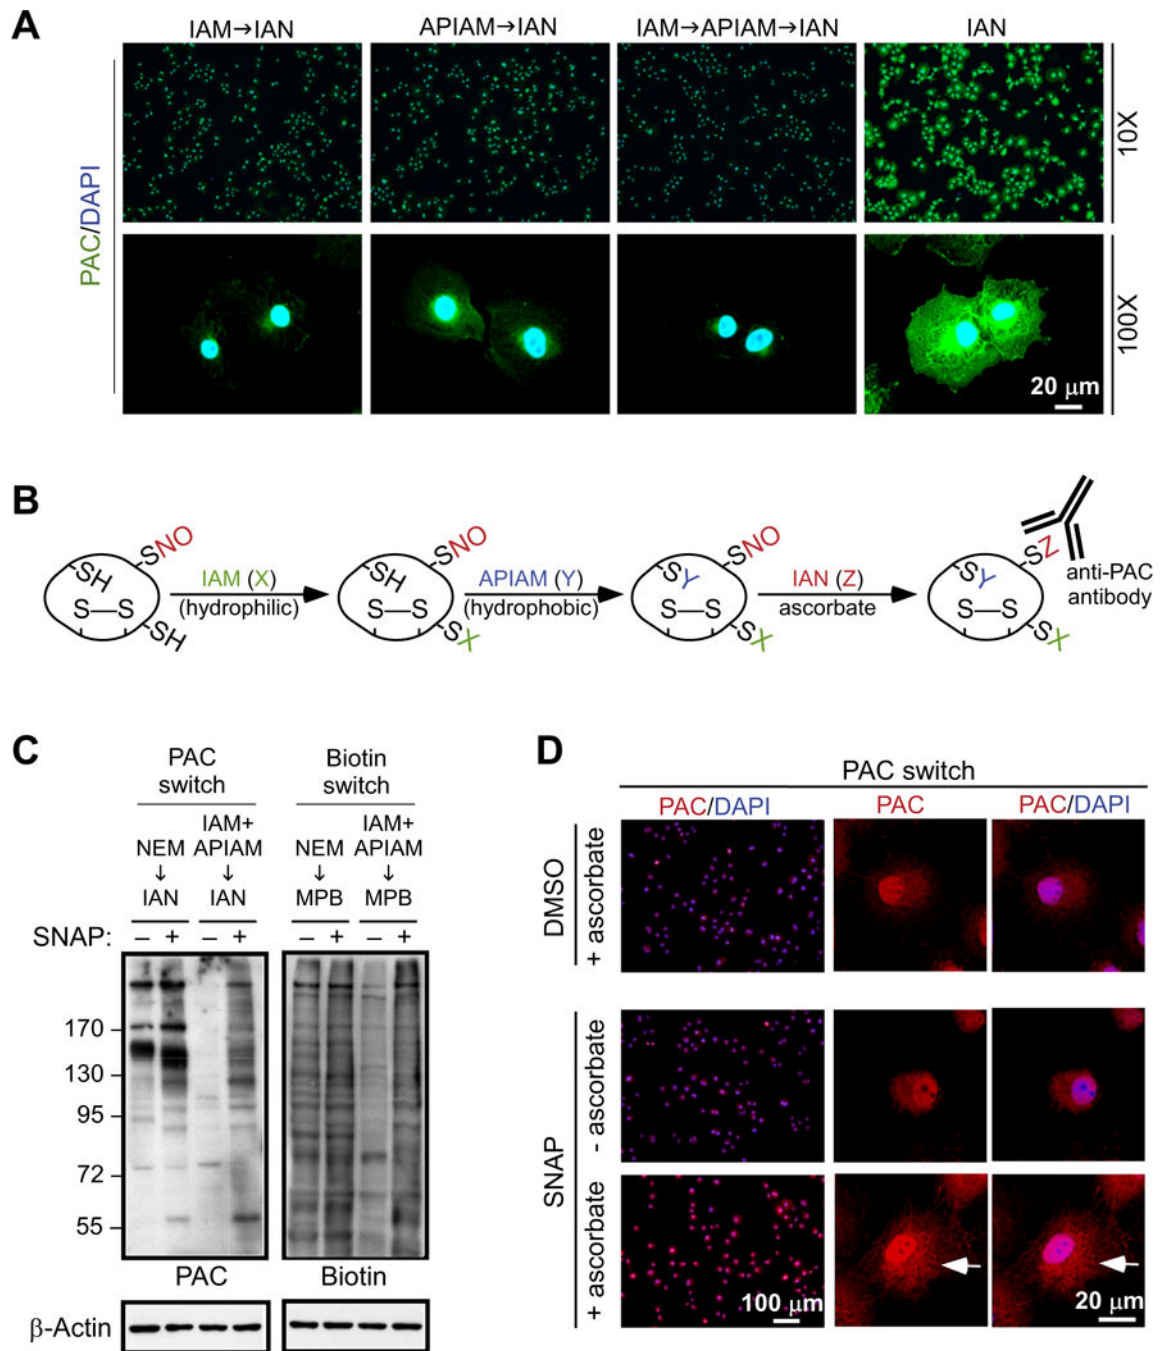 A
IAM→IAN
APIAM→IAN
IAM→APIAM→IAN
IAN
PAC/DAPI
10X
100X
20 μm
B
SNO
SH
S—S
SH
IAM (X)
(hydrophilic)
SNO
SH
S—S
SX
APIAM (Y)
(hydrophobic)
SNO
SY
S—S
SX
IAN (Z)
ascorbate
SZ
SY
S—S
SX
anti-PAC
antibody
C
PAC
switch
Biotin
switch
NEM
↓
IAN
IAM+
APIAM
↓
IAN
NEM
↓
MPB
IAM+
APIAM
↓
MPB
SNAP: – + – + – + – +
170
130
95
72
55
PAC
Biotin
β-Actin
D
PAC switch
PAC/DAPI
PAC
PAC/DAPI
DMSO
+ ascorbate
SNAP
- ascorbate
+ ascorbate
100 μm
20 μm